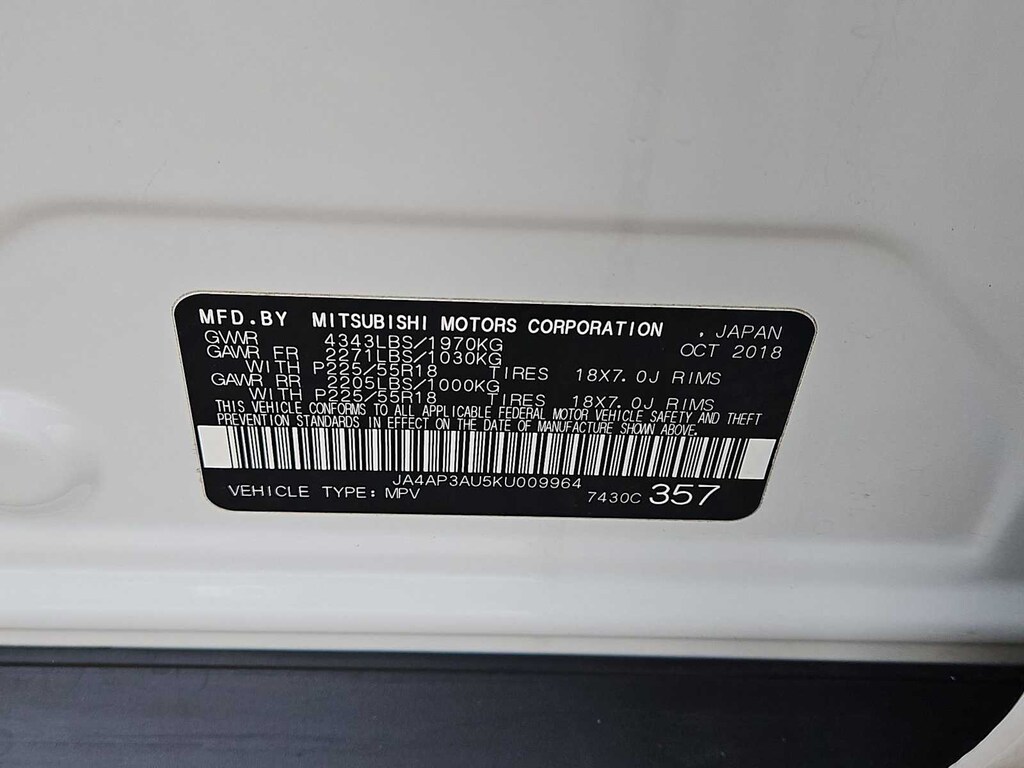 MFD.BY MITSUBISHI MOTORS CORPORATION , JAPAN
GVWR 4343LBS/1970KG OCT 2018
GAWR FR 2271LBS/1030KG
WITH P225/55R18 TIRES 18X7.0J RIMS
GAWR RR 2205LBS/1000KG
WITH P225/55R18 TIRES 18X7.0J RIMS
THIS VEHICLE CONFORMS TO ALL APPLICABLE FEDERAL MOTOR VEHICLE SAFETY AND THEFT
PREVENTION STANDARDS IN EFFECT ON THE DATE OF MANUFACTURE SHOWN ABOVE.
JA4AP3AU5KU009964
VEHICLE TYPE: MPV 7430C 357